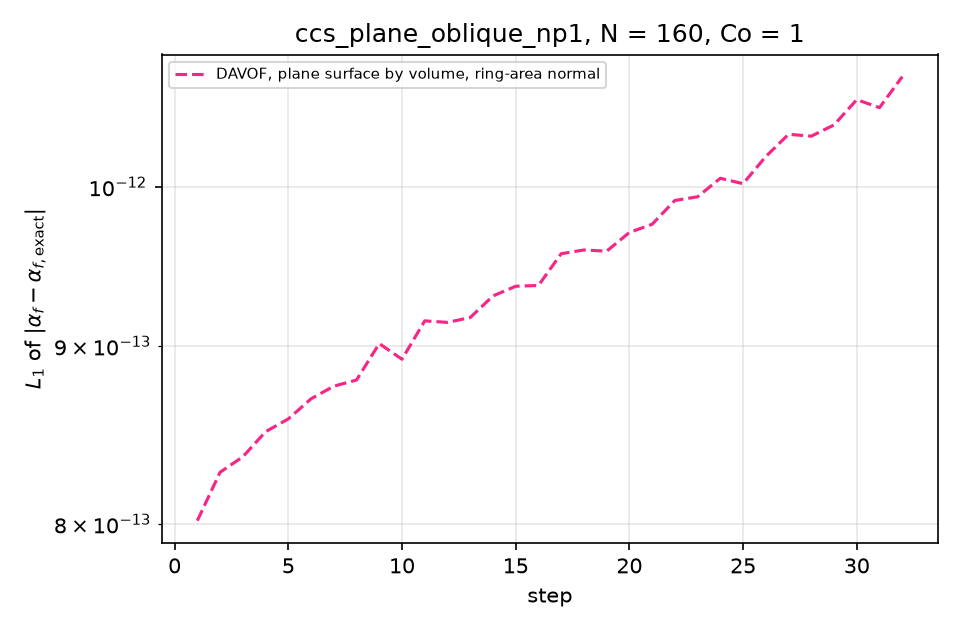 ccs_plane_oblique_np1, N = 160, Co = 1
DAVOF, plane surface by volume, ring-area normal
10⁻¹²
9 × 10⁻¹³
8 × 10⁻¹³
L₁ of |α_f − α_{f, exact}|
0 5 10 15 20 25 30
step